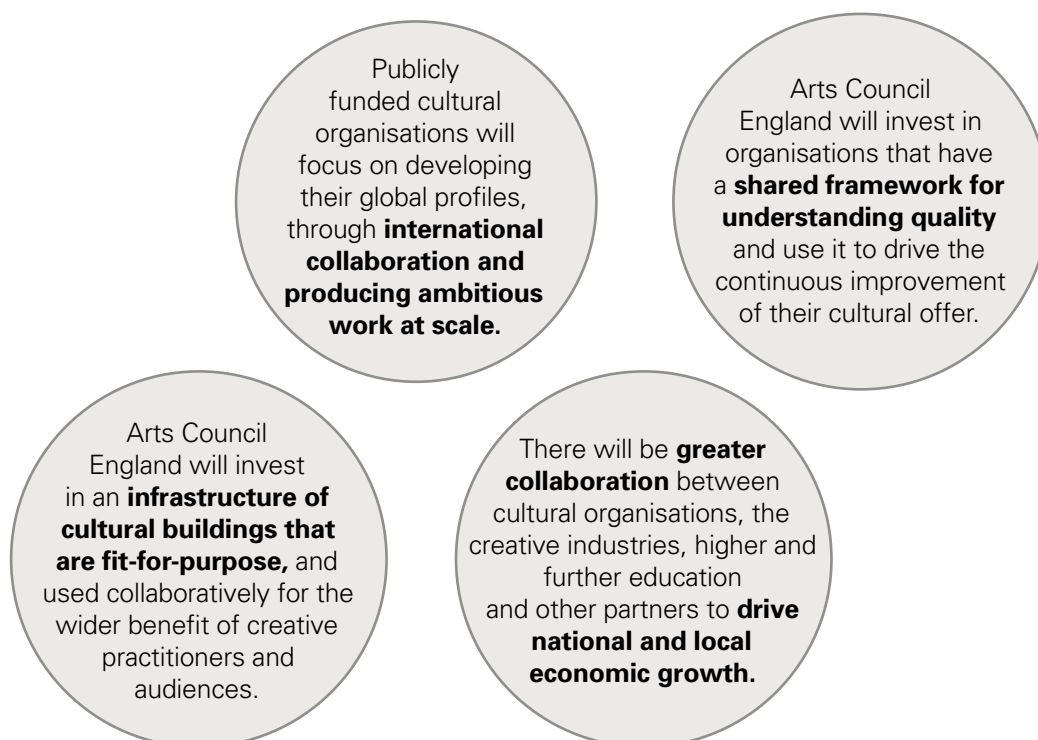 Publicly
funded cultural
organisations will
focus on developing
their global profiles,
through international
collaboration and
producing ambitious
work at scale.
Arts Council
England will invest in
organisations that have
a shared framework for
understanding quality
and use it to drive the
continuous improvement
of their cultural offer.
Arts Council
England will invest
in an infrastructure of
cultural buildings that
are fit-for-purpose, and
used collaboratively for the
wider benefit of creative
practitioners and
audiences.
There will be greater
collaboration between
cultural organisations, the
creative industries, higher and
further education
and other partners to drive
national and local
economic growth.